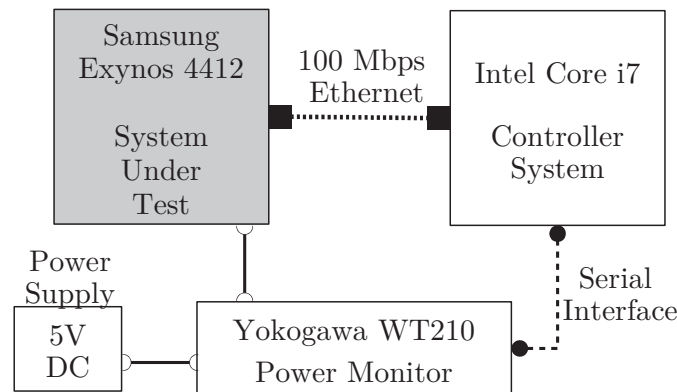 Samsung
Exynos 4412
System
Under
Test
100 Mbps
Ethernet
Intel Core i7
Controller
System
Power
Supply
5V
DC
Yokogawa WT210
Power Monitor
Serial
Interface